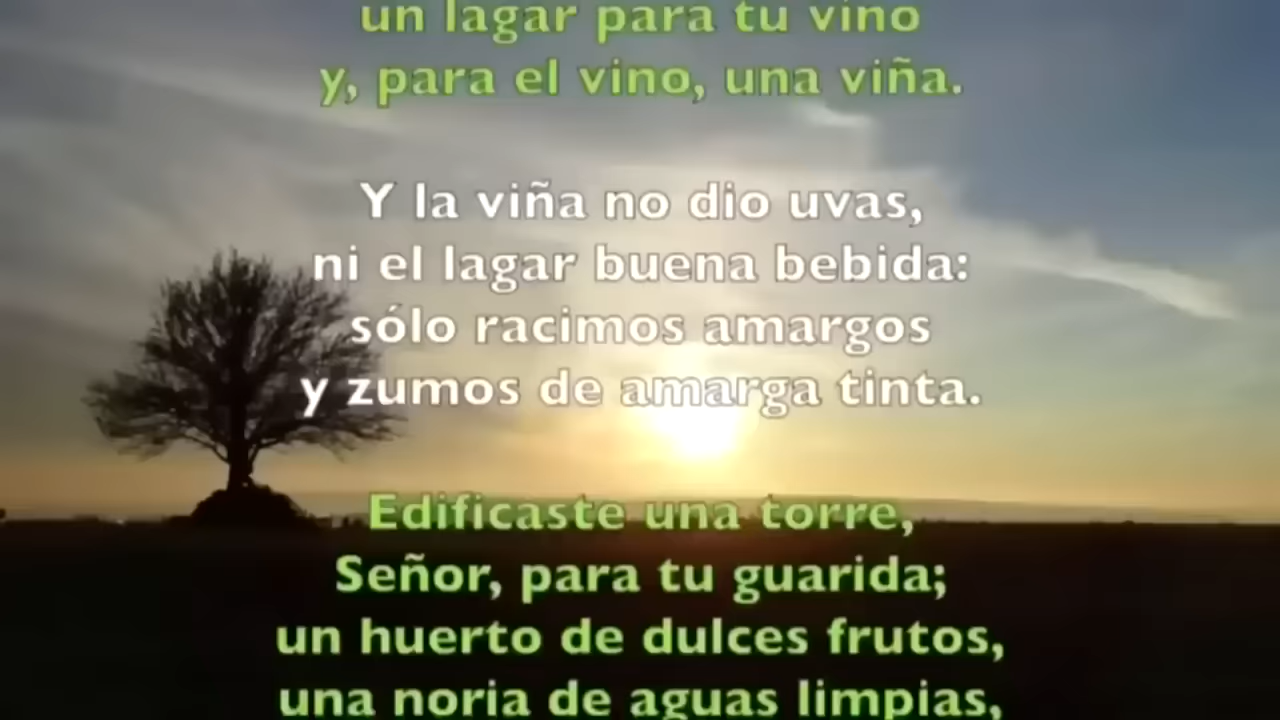 un lagar para tu vino
y, para el vino, una viña.
Y la viña no dio uvas,
ni el lagar buena bebida:
sólo racimos amargos
y zumos de amarga tinta.
Edificaste una torre,
Señor, para tu guarida;
un huerto de dulces frutos,
una noria de aguas limpias,